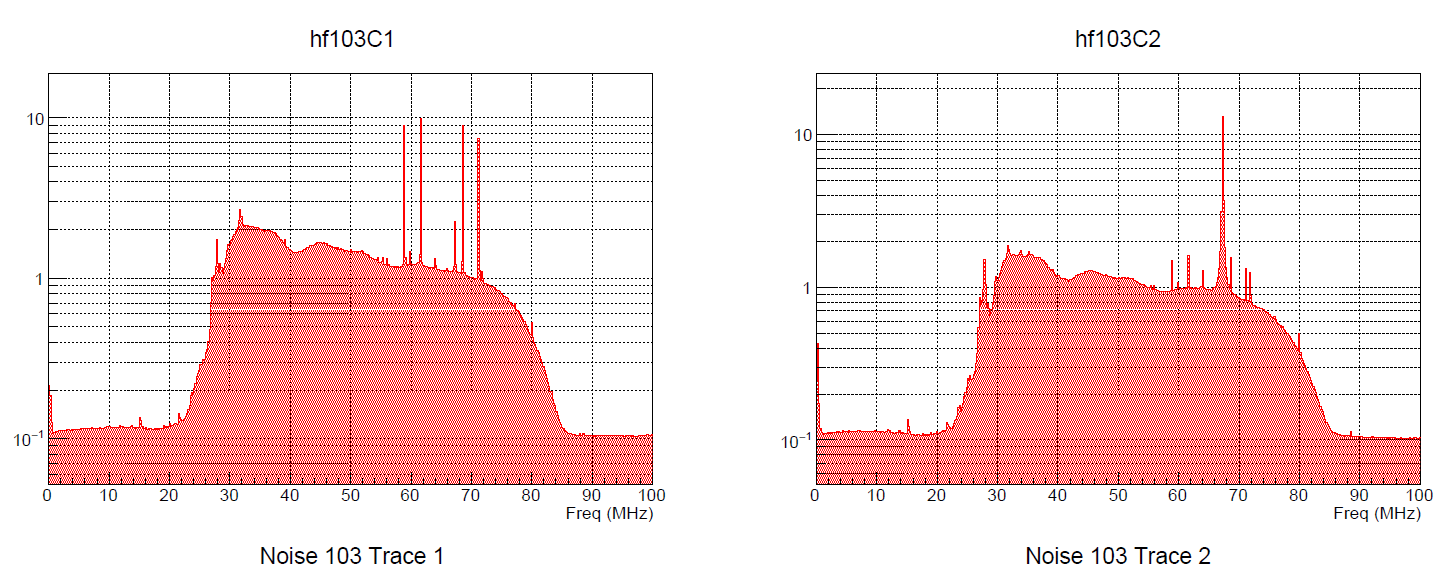 hf103C1
10
1
10⁻¹
0 10 20 30 40 50 60 70 80 90 100
Freq (MHz)
Noise 103 Trace 1
hf103C2
10
1
10⁻¹
0 10 20 30 40 50 60 70 80 90 100
Freq (MHz)
Noise 103 Trace 2